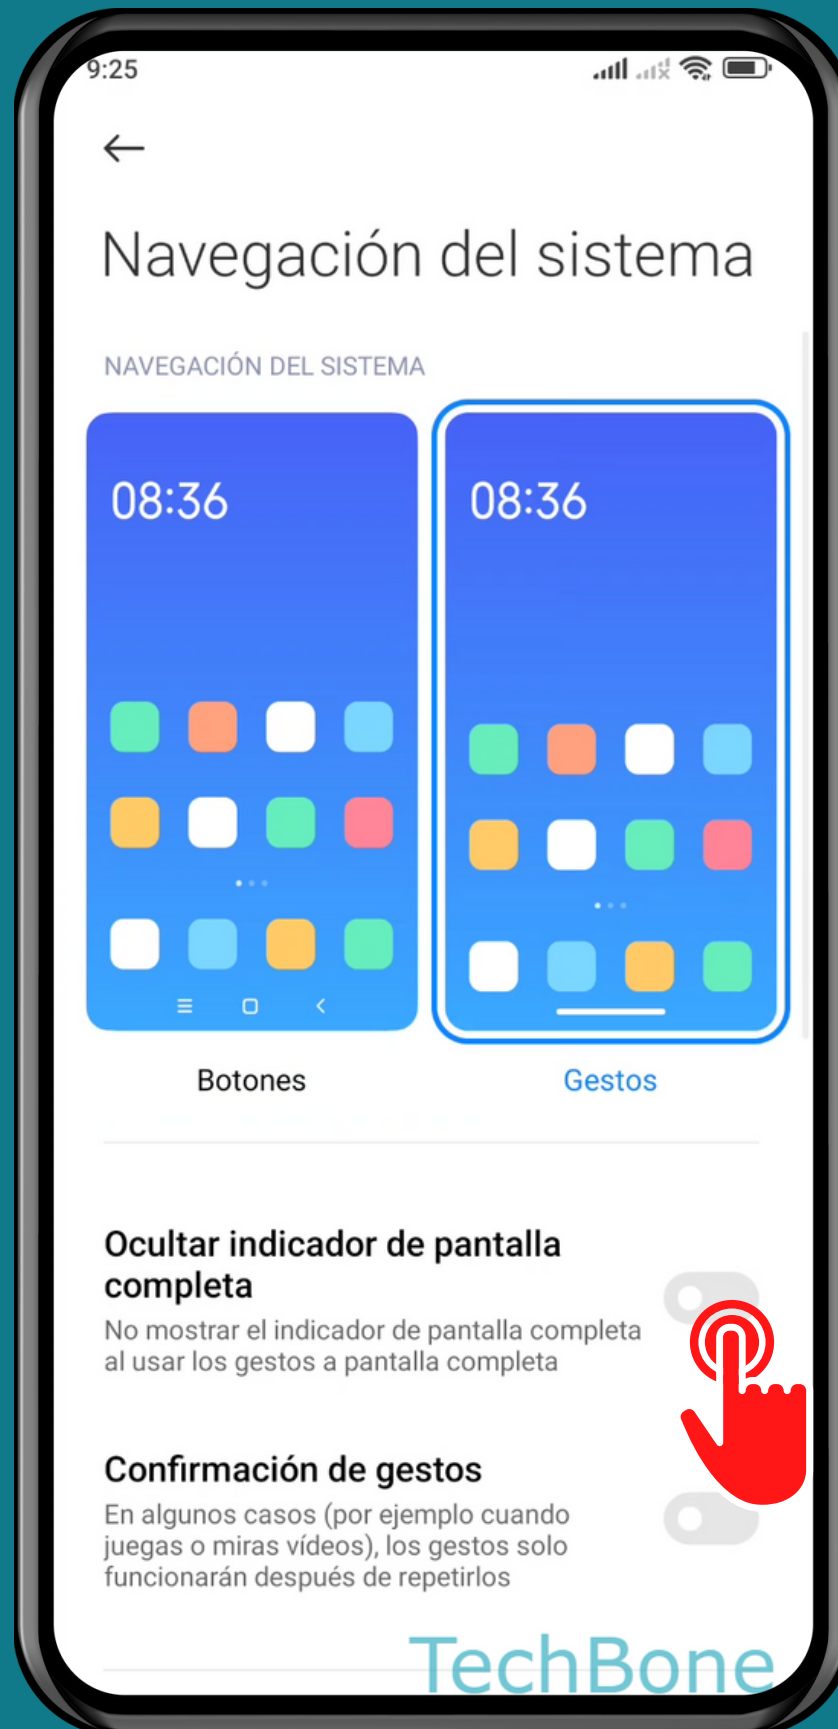 9:25
Navegación del sistema
NAVEGACIÓN DEL SISTEMA
08:36
08:36
Botones
Gestos
Ocultar indicador de pantalla
completa
No mostrar el indicador de pantalla completa
al usar los gestos a pantalla completa
Confirmación de gestos
En algunos casos (por ejemplo cuando
juegas o miras vídeos), los gestos solo
funcionarán después de repetirlos
TechBone